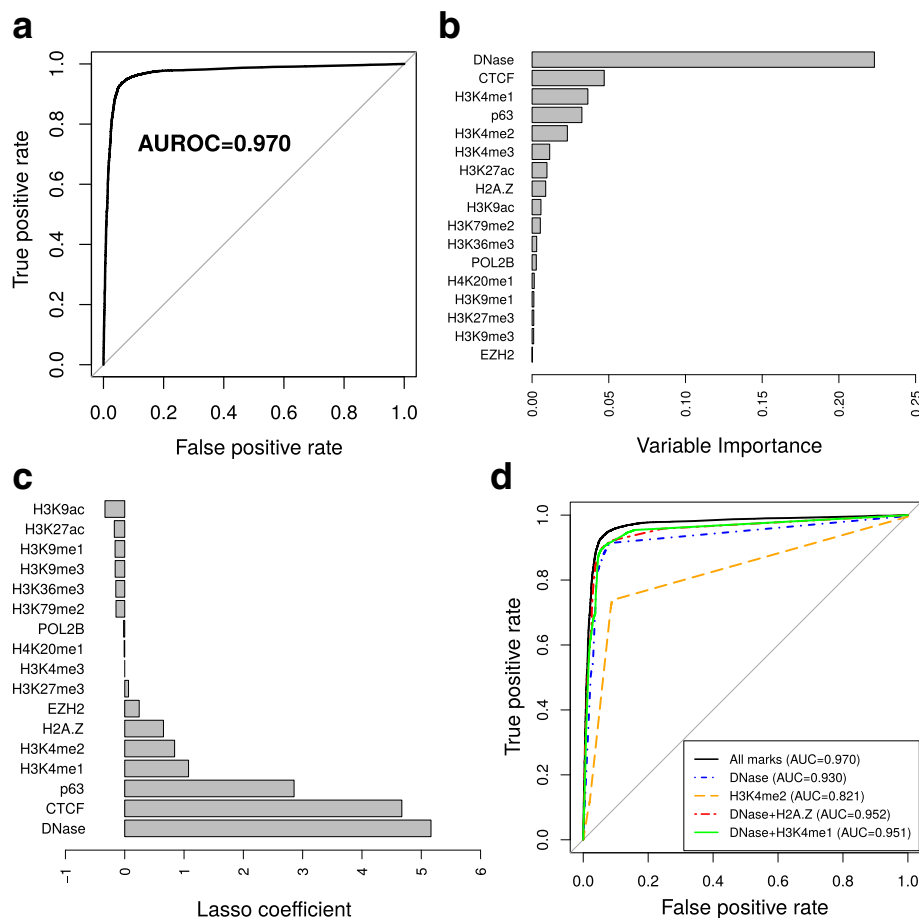 a
True positive rate
1.0
0.8
0.6
0.4
0.2
0.0
AUROC=0.970
0.0 0.2 0.4 0.6 0.8 1.0
False positive rate
b
DNase
CTCF
H3K4me1
p63
H3K4me2
H3K4me3
H3K27ac
H2A.Z
H3K9ac
H3K79me2
H3K36me3
POL2B
H4K20me1
H3K9me1
H3K27me3
H3K9me3
EZH2
0.00 0.05 0.10 0.15 0.20 0.25
Variable Importance
c
H3K9ac
H3K27ac
H3K9me1
H3K9me3
H3K36me3
H3K79me2
POL2B
H4K20me1
H3K4me3
H3K27me3
EZH2
H2A.Z
H3K4me2
H3K4me1
p63
CTCF
DNase
−1 0 1 2 3 4 5 6
Lasso coefficient
d
True positive rate
1.0
0.8
0.6
0.4
0.2
0.0
All marks (AUC=0.970)
DNase (AUC=0.930)
H3K4me2 (AUC=0.821)
DNase+H2A.Z (AUC=0.952)
DNase+H3K4me1 (AUC=0.951)
0.0 0.2 0.4 0.6 0.8 1.0
False positive rate